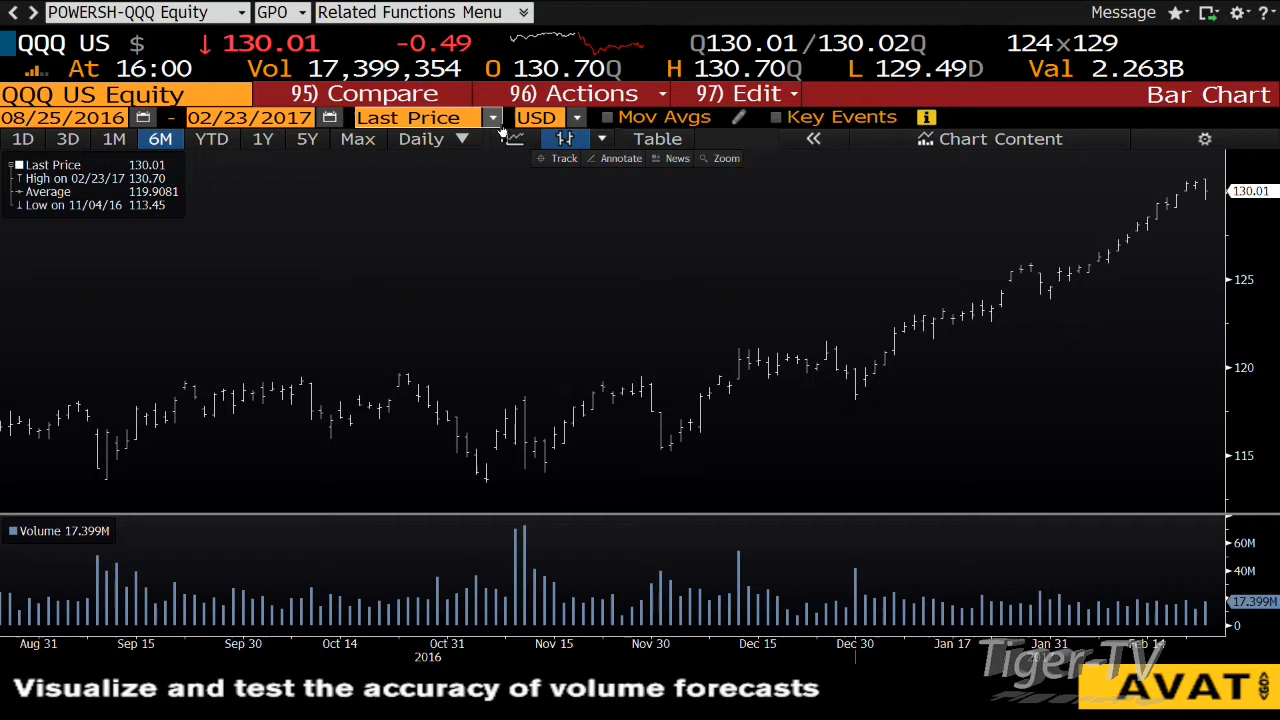 POWERSH-QQQ Equity GPO Related Functions Menu Message ?
QQQ US $ ↓ 130.01 -0.49 Q130.01/130.02Q 124×129
At 16:00 Vol 17,399,354 O 130.70Q H 130.70Q L 129.49D Val 2.263B
QQQ US Equity 95) Compare 96) Actions 97) Edit Bar Chart
08/25/2016 - 02/23/2017 Last Price USD Mov Avgs Key Events i
1D 3D 1M 6M YTD 1Y 5Y Max Daily Table Chart Content
Track Annotate News Zoom
Last Price 130.01
High on 02/23/17 130.70
Average 119.9081
Low on 11/04/16 113.45
130.01
125
120
115
Volume 17.399M
60M
40M
17.399M
0
Aug 31 Sep 15 Sep 30 Oct 14 Oct 31 Nov 15 Nov 30 Dec 15 Dec 30 Jan 17 Jan 31 Feb 14
2016
Tiger-TV
Visualize and test the accuracy of volume forecasts
AVAT<GO>